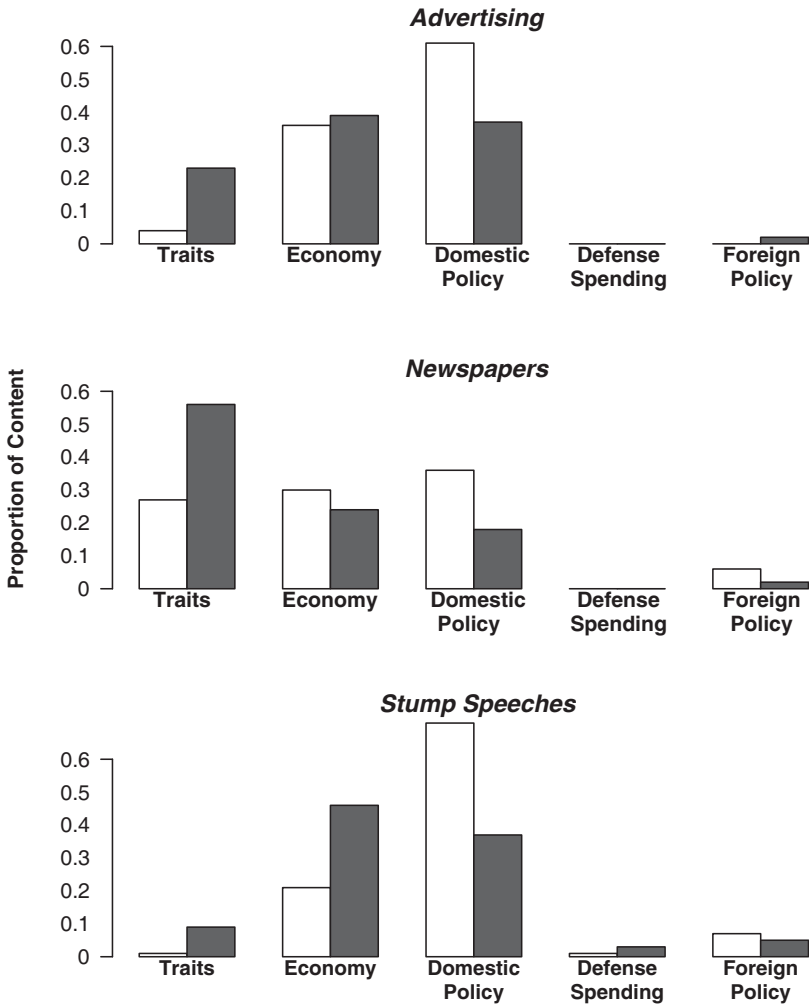 Advertising
0.6
0.5
0.4
0.3
0.2
0.1
0
Traits
Economy
Domestic
Policy
Defense
Spending
Foreign
Policy
Proportion of Content
Newspapers
0.6
0.5
0.4
0.3
0.2
0.1
0
Traits
Economy
Domestic
Policy
Defense
Spending
Foreign
Policy
Stump Speeches
0.6
0.5
0.4
0.3
0.2
0.1
0
Traits
Economy
Domestic
Policy
Defense
Spending
Foreign
Policy